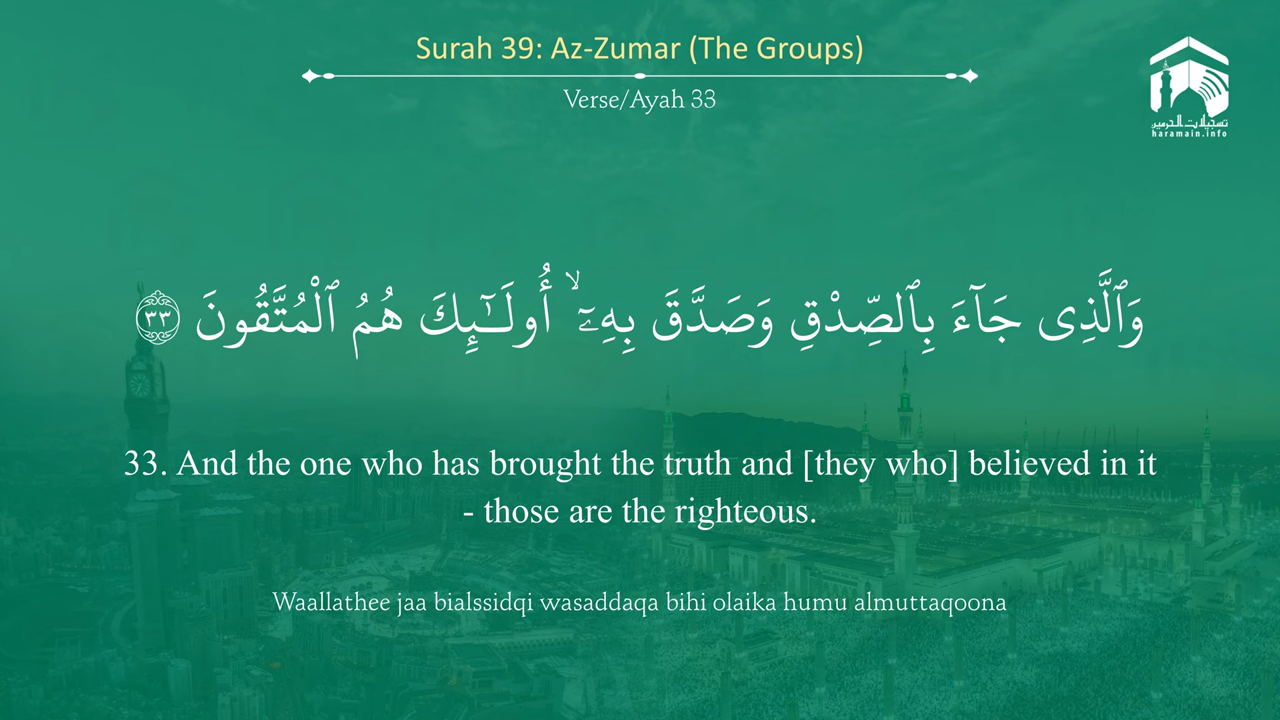 Surah 39: Az-Zumar (The Groups)
Verse/Ayah 33
تسجيلات الحرمين
haramain.info
وَٱلَّذِى جَآءَ بِٱلصِّدْقِ وَصَدَّقَ بِهِۦٓ ۙ أُولَـٰٓئِكَ هُمُ ٱلْمُتَّقُونَ ٣٣
33. And the one who has brought the truth and [they who] believed in it
- those are the righteous.
Waallathee jaa bialssidqi wasaddaqa bihi olaika humu almuttaqoona